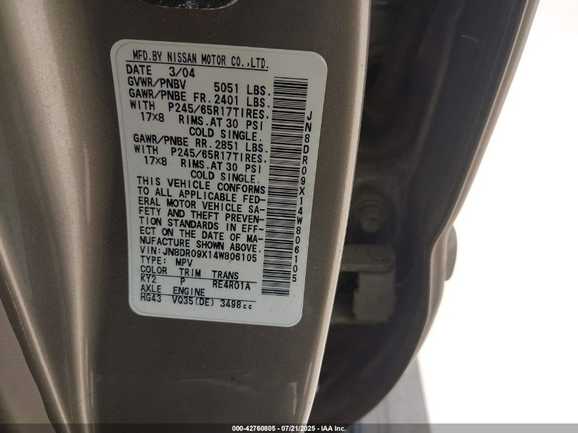 MFD.BY NISSAN MOTOR CO.,LTD.
DATE 3/04
GVWR/PNBV 5051 LBS.
GAWR/PNBE FR.2401 LBS.
WITH P245/65R17TIRES.
17X8 RIMS.AT 30 PSI
COLD SINGLE.
GAWR/PNBE RR.2851 LBS.
WITH P245/65R17TIRES.
17X8 RIMS.AT 30 PSI
COLD SINGLE.
THIS VEHICLE CONFORMS
TO ALL APPLICABLE FED-
ERAL MOTOR VEHICLE SA-
FETY AND THEFT PREVEN-
TION STANDARDS IN EFF-
ECT ON THE DATE OF MA-
NUFACTURE SHOWN ABOVE.
VIN:JN8DR09X14W806105
TYPE: MPV
COLOR TRIM TRANS
KY2 P RE4R01A
AXLE ENGINE
HG43 VQ35(DE) 3498cc
JN8DR09X14W806105
000-42760805 - 07/21/2025 - IAA Inc.